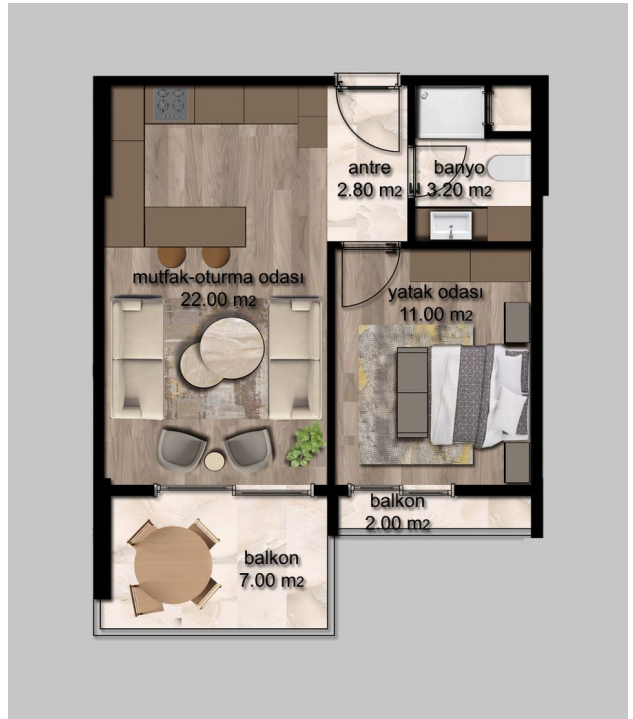 antre
2.80 m2
banyo
3.20 m2
mutfak-oturma odası
22.00 m2
yatak odası
11.00 m2
balkon
2.00 m2
balkon
7.00 m2